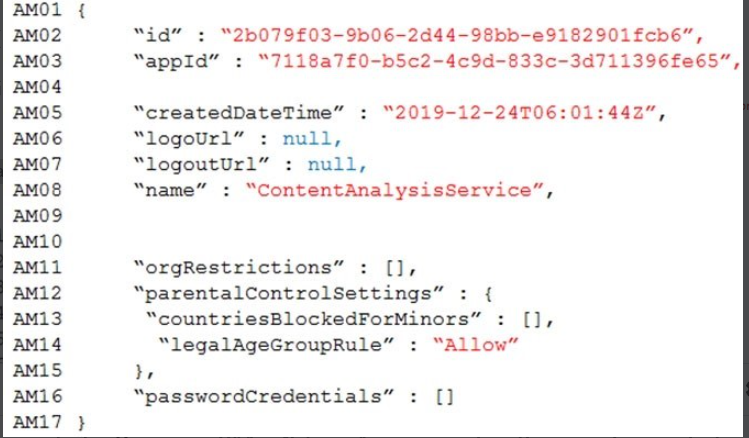 AM01 {
AM02 “id” : “2b079f03-9b06-2d44-98bb-e9182901fcb6”,
AM03 “appId” : “7118a7f0-b5c2-4c9d-833c-3d711396fe65”,
AM04
AM05 “createdDateTime” : “2019-12-24T06:01:44Z”,
AM06 “logoUrl” : null,
AM07 “logoutUrl” : null,
AM08 “name” : “ContentAnalysisService”,
AM09
AM10
AM11 “orgRestrictions” : [],
AM12 “parentalControlSettings” : {
AM13 “countriesBlockedForMinors” : [],
AM14 “legalAgeGroupRule” : “Allow”
AM15 },
AM16 “passwordCredentials” : []
AM17 }